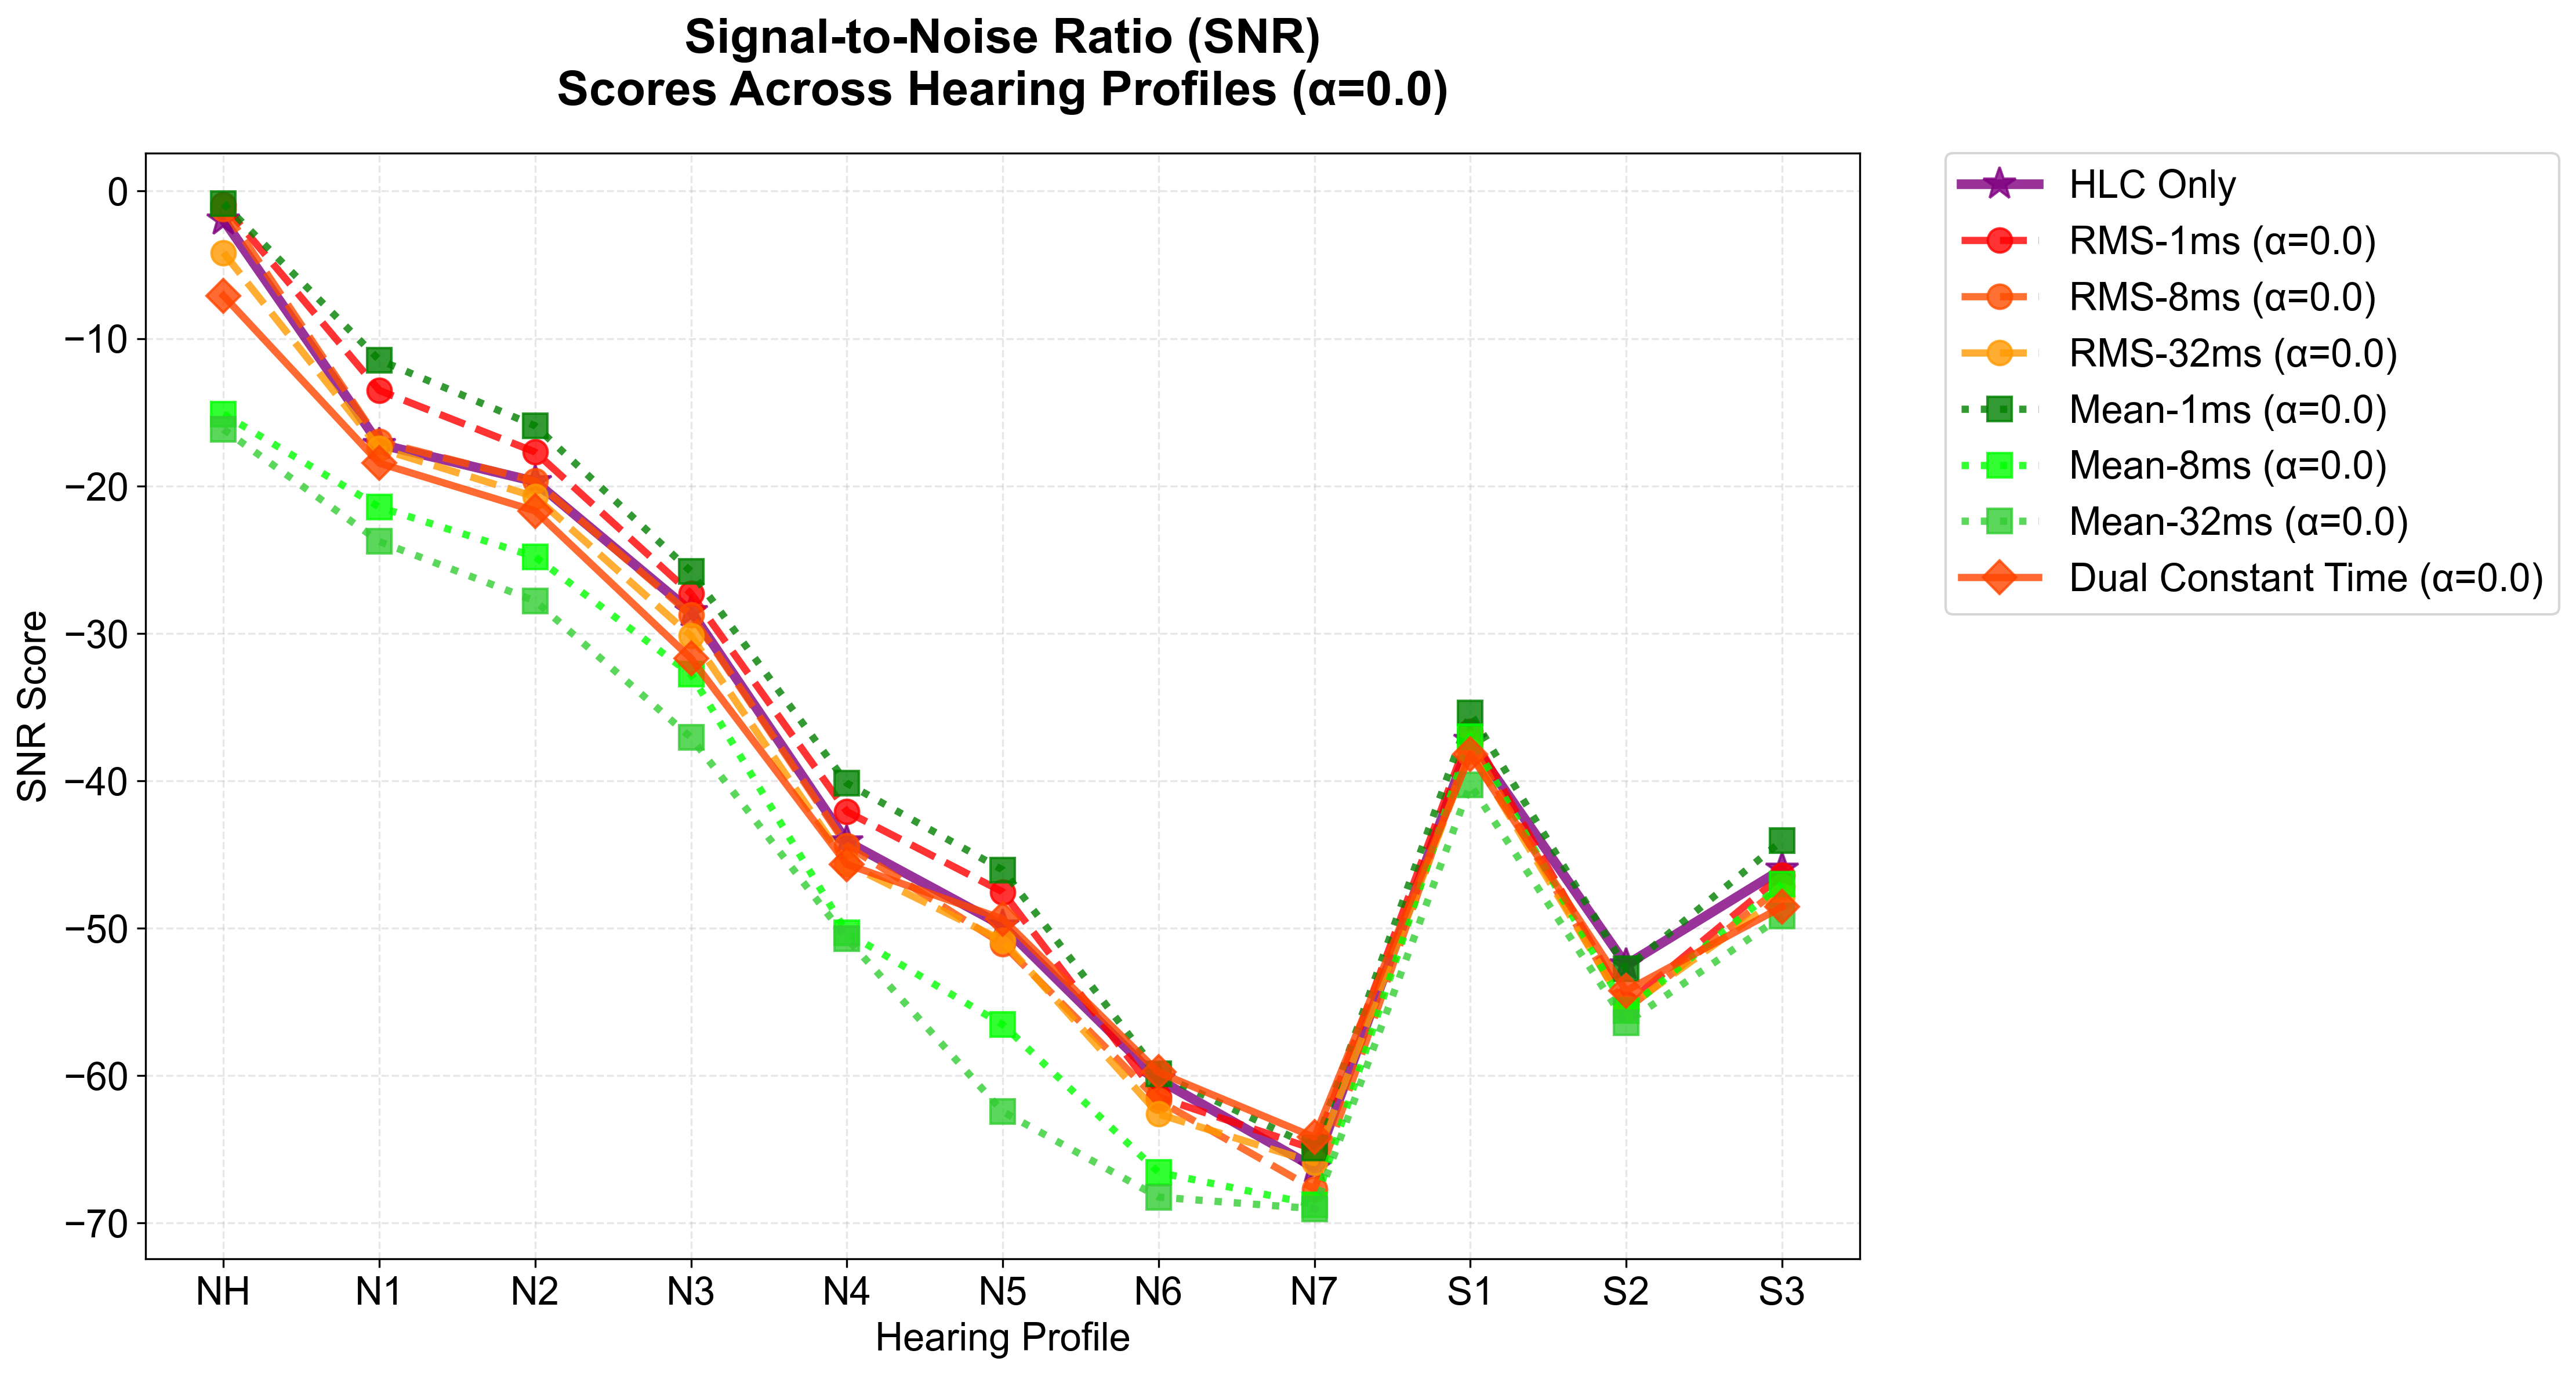 Signal-to-Noise Ratio (SNR)
Scores Across Hearing Profiles (α=0.0)
SNR Score
0
−10
−20
−30
−40
−50
−60
−70
NH
N1
N2
N3
N4
N5
N6
N7
S1
S2
S3
Hearing Profile
HLC Only
RMS-1ms (α=0.0)
RMS-8ms (α=0.0)
RMS-32ms (α=0.0)
Mean-1ms (α=0.0)
Mean-8ms (α=0.0)
Mean-32ms (α=0.0)
Dual Constant Time (α=0.0)